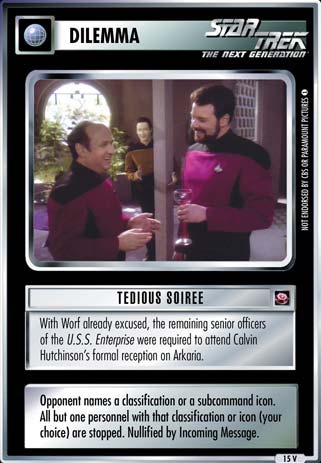 DILEMMA
STAR TREK
THE NEXT GENERATION®
NOT ENDORSED BY CBS OR PARAMOUNT PICTURES
TEDIOUS SOIREE
With Worf already excused, the remaining senior officers
of the U.S.S. Enterprise were required to attend Calvin
Hutchinson's formal reception on Arkaria.
Opponent names a classification or a subcommand icon.
All but one personnel with that classification or icon (your
choice) are stopped. Nullified by Incoming Message.
15 V